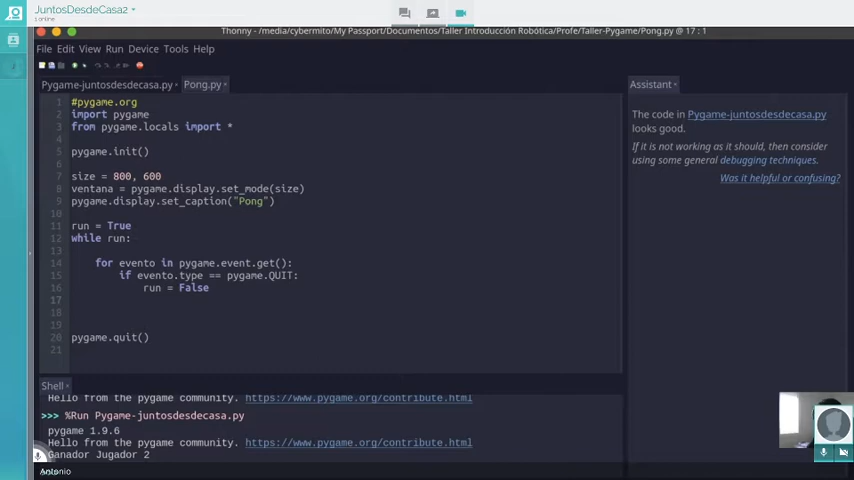 JuntosDesdeCasa2
1 online
Thonny - /media/cybermito/My Passport/Documentos/Taller Introducción Robótica/Profe/Taller-Pygame/Pong.py @ 17 : 1
File Edit View Run Device Tools Help
Pygame-juntosdesdecasa.py × Pong.py ×
1 #pygame.org
2 import pygame
3 from pygame.locals import *
4
5 pygame.init()
6
7 size = 800, 600
8 ventana = pygame.display.set_mode(size)
9 pygame.display.set_caption("Pong")
10
11 run = True
12 while run:
13
14 for evento in pygame.event.get():
15 if evento.type == pygame.QUIT:
16 run = False
17
18
19
20 pygame.quit()
21
Assistant ×
The code in Pygame-juntosdesdecasa.py
looks good.
If it is not working as it should, then consider
using some general debugging techniques.
Was it helpful or confusing?
Shell ×
Hello from the pygame community. https://www.pygame.org/contribute.html
>>> %Run Pygame-juntosdesdecasa.py
pygame 1.9.6
Hello from the pygame community. https://www.pygame.org/contribute.html
Ganador Jugador 2
Antonio